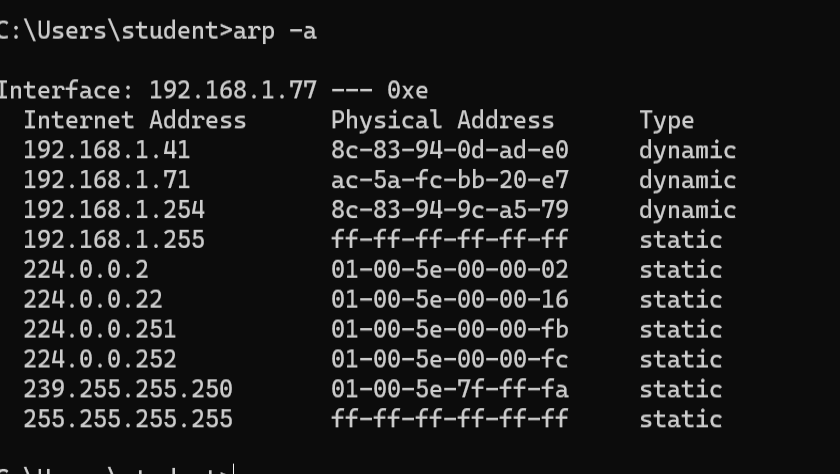 C:\Users\student>arp -a
Interface: 192.168.1.77 --- 0xe
Internet Address Physical Address Type
192.168.1.41 8c-83-94-0d-ad-e0 dynamic
192.168.1.71 ac-5a-fc-bb-20-e7 dynamic
192.168.1.254 8c-83-94-9c-a5-79 dynamic
192.168.1.255 ff-ff-ff-ff-ff-ff static
224.0.0.2 01-00-5e-00-00-02 static
224.0.0.22 01-00-5e-00-00-16 static
224.0.0.251 01-00-5e-00-00-fb static
224.0.0.252 01-00-5e-00-00-fc static
239.255.255.250 01-00-5e-7f-ff-fa static
255.255.255.255 ff-ff-ff-ff-ff-ff static
C:\Users\student>